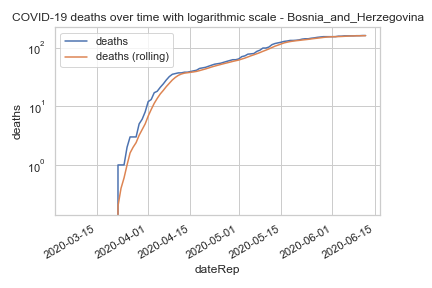 COVID-19 deaths over time with logarithmic scale - Bosnia_and_Herzegovina
deaths
deaths (rolling)
10²
10¹
10⁰
deaths
2020-03-15
2020-04-01
2020-04-15
2020-05-01
2020-05-15
2020-06-01
2020-06-15
dateRep